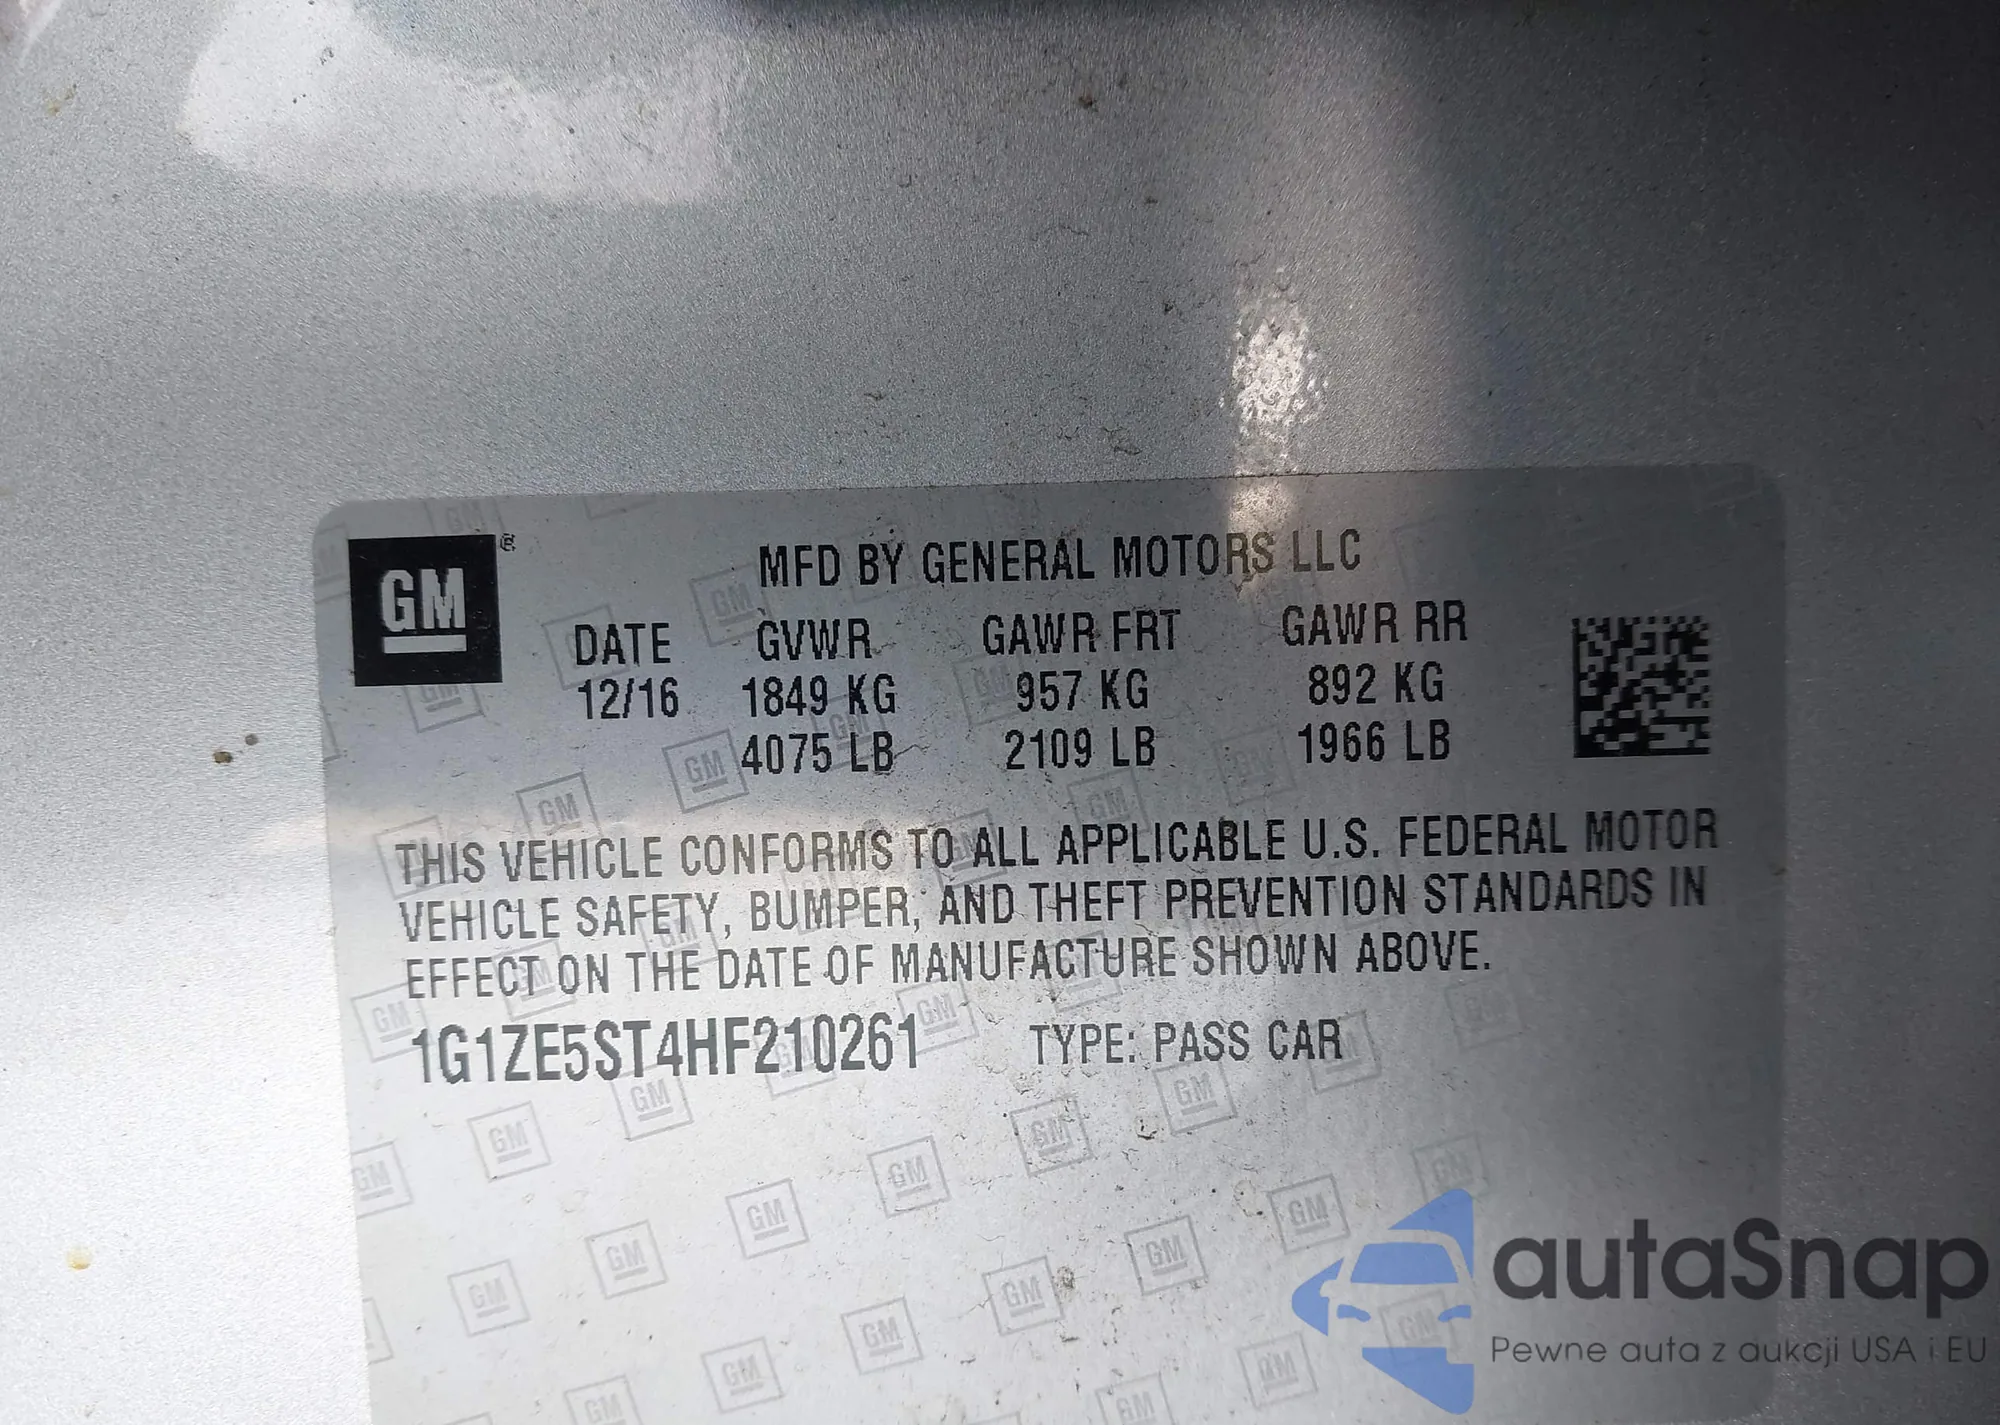 GM ®
MFD BY GENERAL MOTORS LLC
DATE GVWR GAWR FRT GAWR RR
12/16 1849 KG 957 KG 892 KG
4075 LB 2109 LB 1966 LB
THIS VEHICLE CONFORMS TO ALL APPLICABLE U.S. FEDERAL MOTOR
VEHICLE SAFETY, BUMPER, AND THEFT PREVENTION STANDARDS IN
EFFECT ON THE DATE OF MANUFACTURE SHOWN ABOVE.
1G1ZE5ST4HF210261 TYPE: PASS CAR
autaSnap
Pewne auta z aukcji USA i EU